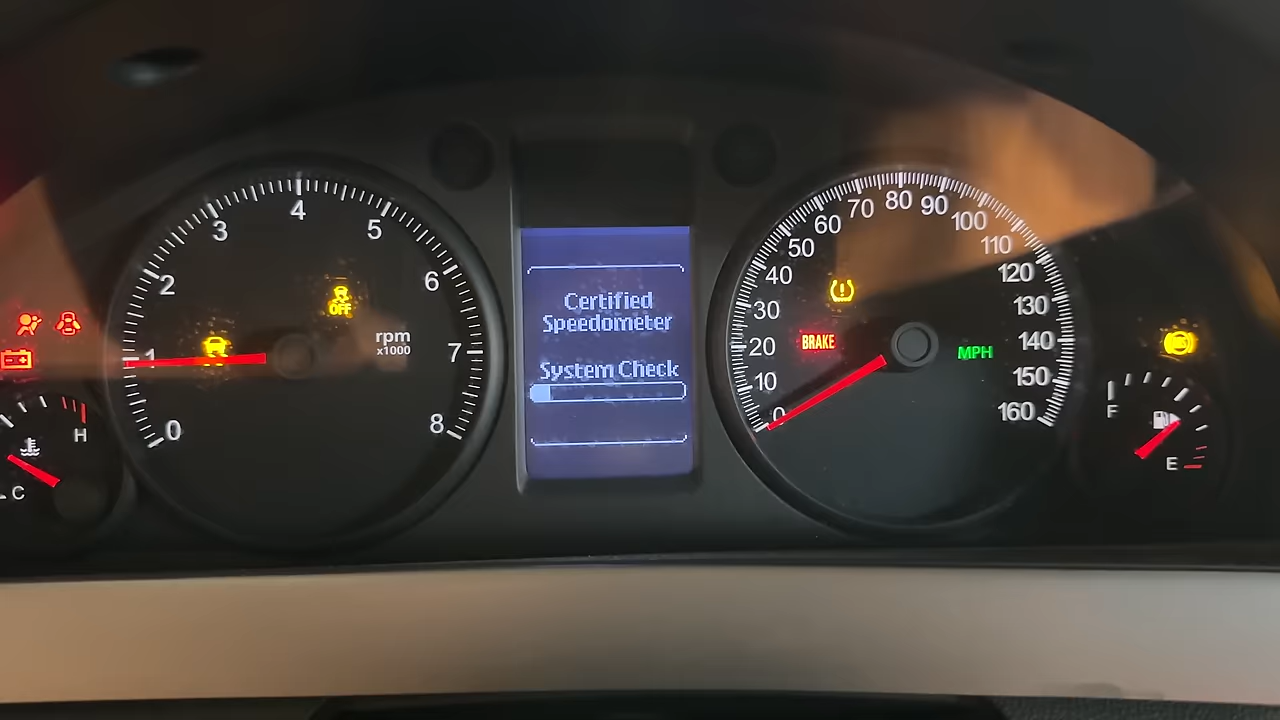 0
1
2
3
4
5
6
7
8
rpm
x1000
OFF
H
C
Certified
Speedometer
System Check
0
10
20
30
40
50
60
70
80
90
100
110
120
130
140
150
160
BRAKE
MPH
F
E